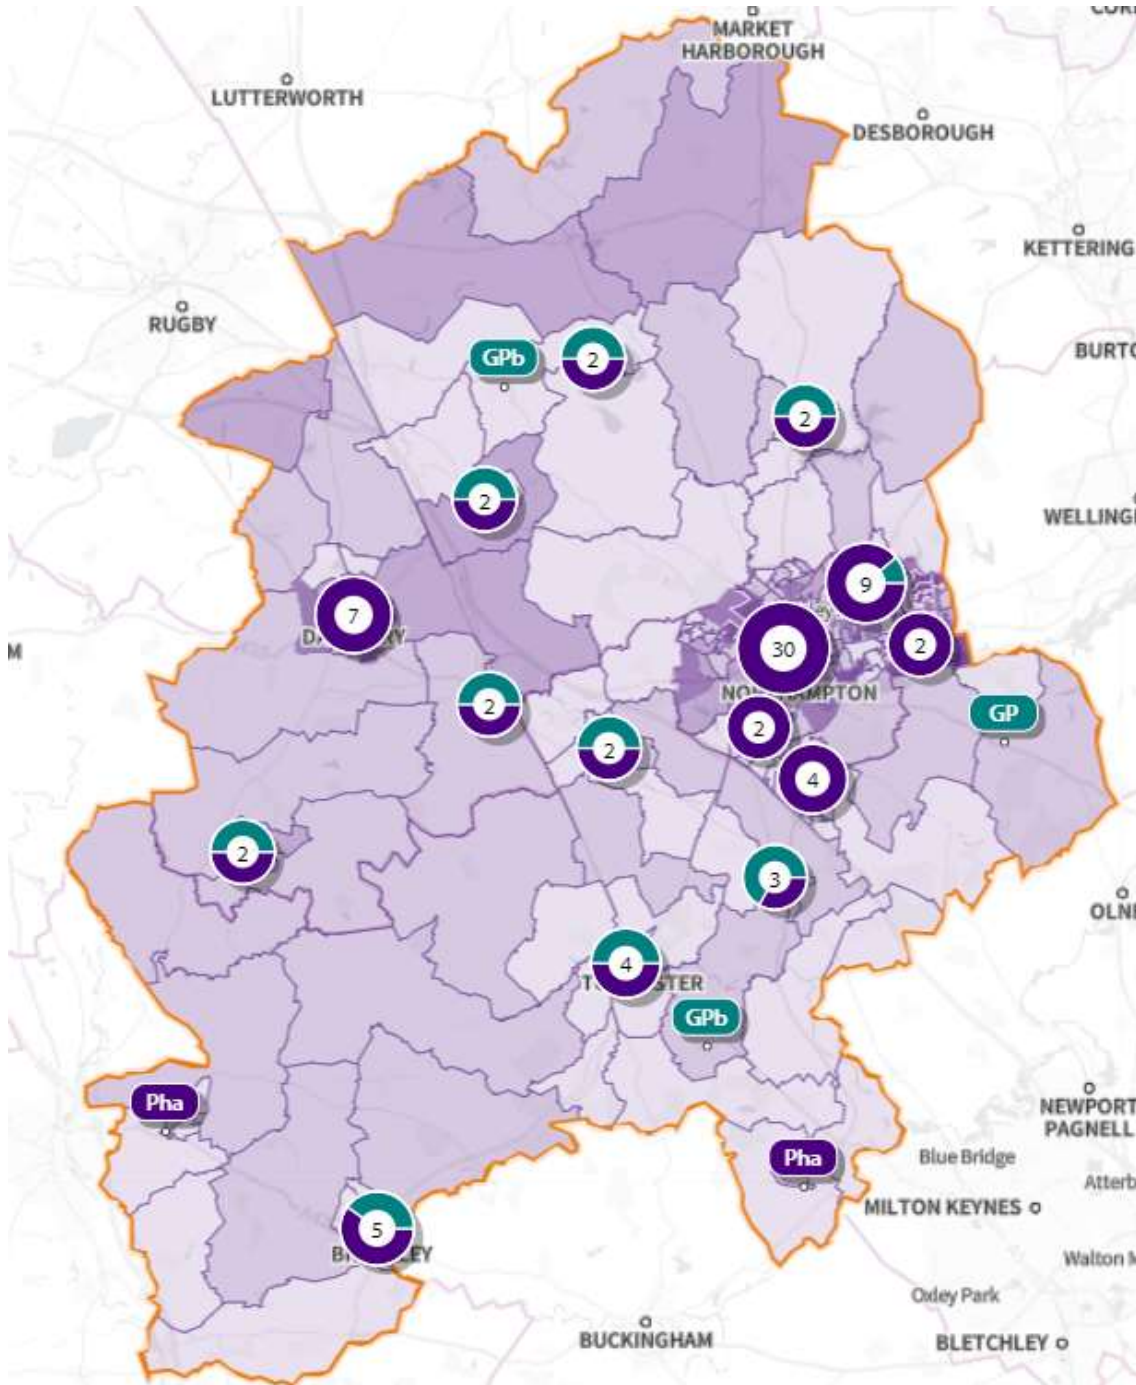 MARKET
HARBOROUGH
LUTTERWORTH
DESBOROUGH
KETTERING
RUGBY
GPb
2
BURTO
2
2
WELLING
9
7
30
2
M
2
GP
2
2
2
4
2
3
OLN
4
GPb
Pha
NEWPORT
PAGNELL
Pha
Blue Bridge
Atterb
MILTON KEYNES
5
Walton M
Oxley Park
BUCKINGHAM
BLETCHLEY